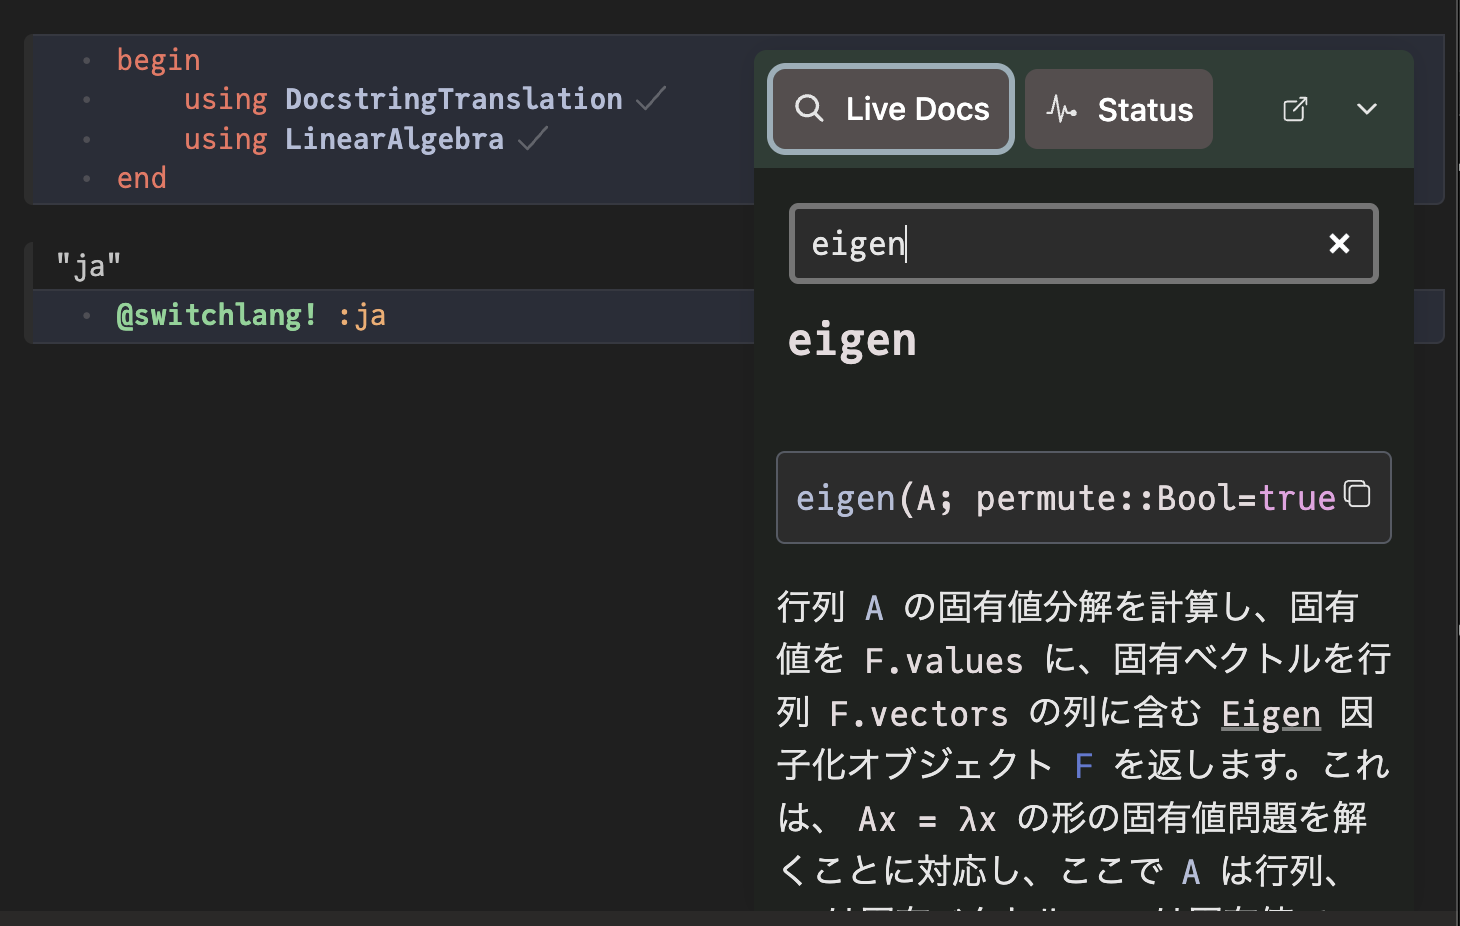 begin
using DocstringTranslation
using LinearAlgebra
end
"ja"
@switchlang! :ja
Live Docs
Status
eigen
eigen
eigen(A; permute::Bool=true
行列 A の固有値分解を計算し、固有
値を F.values に、固有ベクトルを行
列 F.vectors の列に含む Eigen 因
子化オブジェクト F を返します。これ
は、 Ax = λx の形の固有値問題を解
くことに対応し、ここで A は行列、